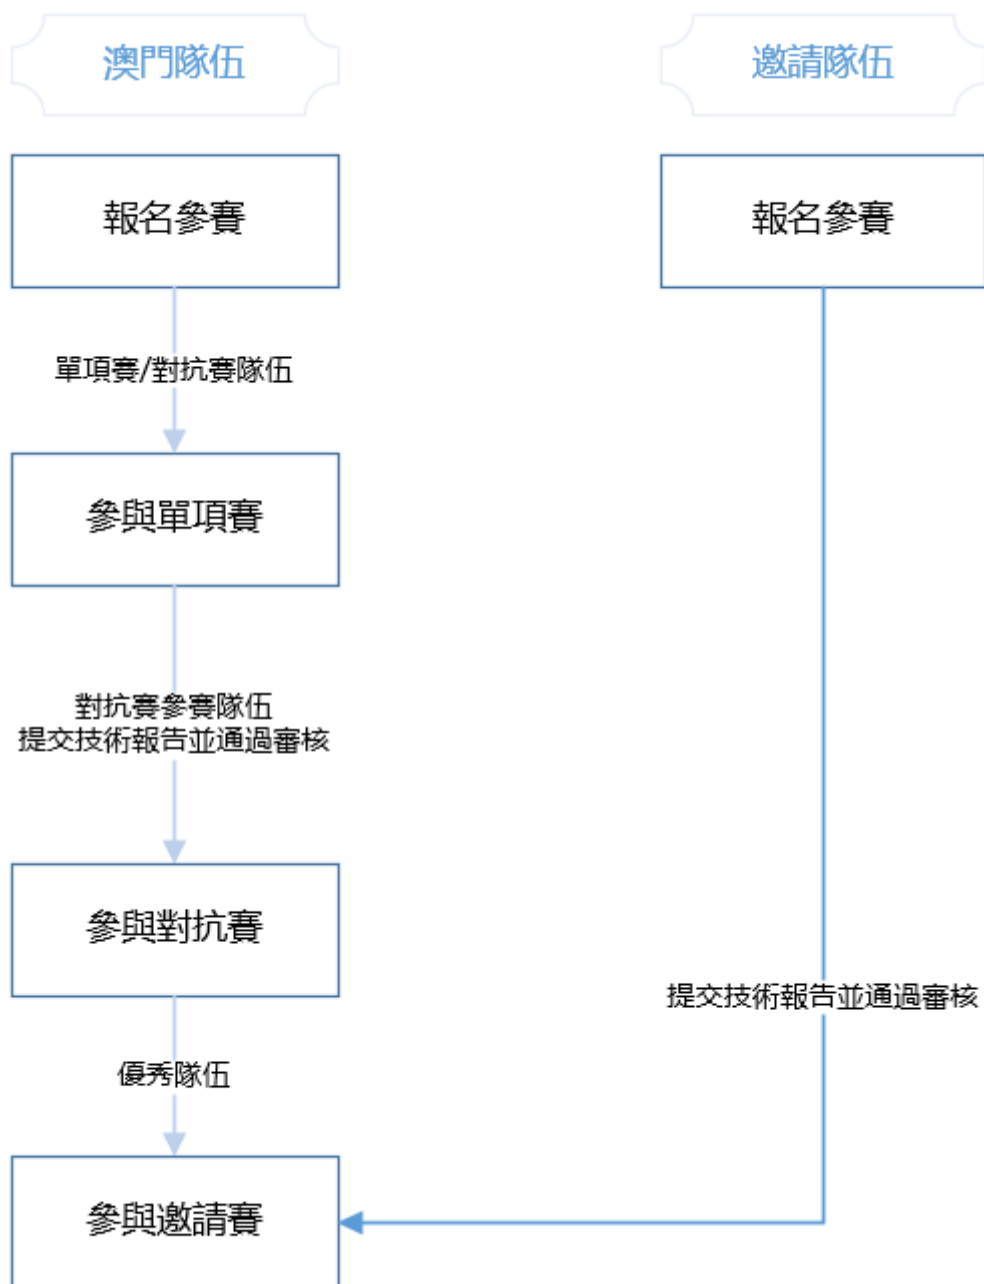 澳門隊伍
邀請隊伍
報名參賽
報名參賽
單項賽/對抗賽隊伍
參與單項賽
對抗賽參賽隊伍
提交技術報告並通過審核
參與對抗賽
提交技術報告並通過審核
優秀隊伍
參與邀請賽